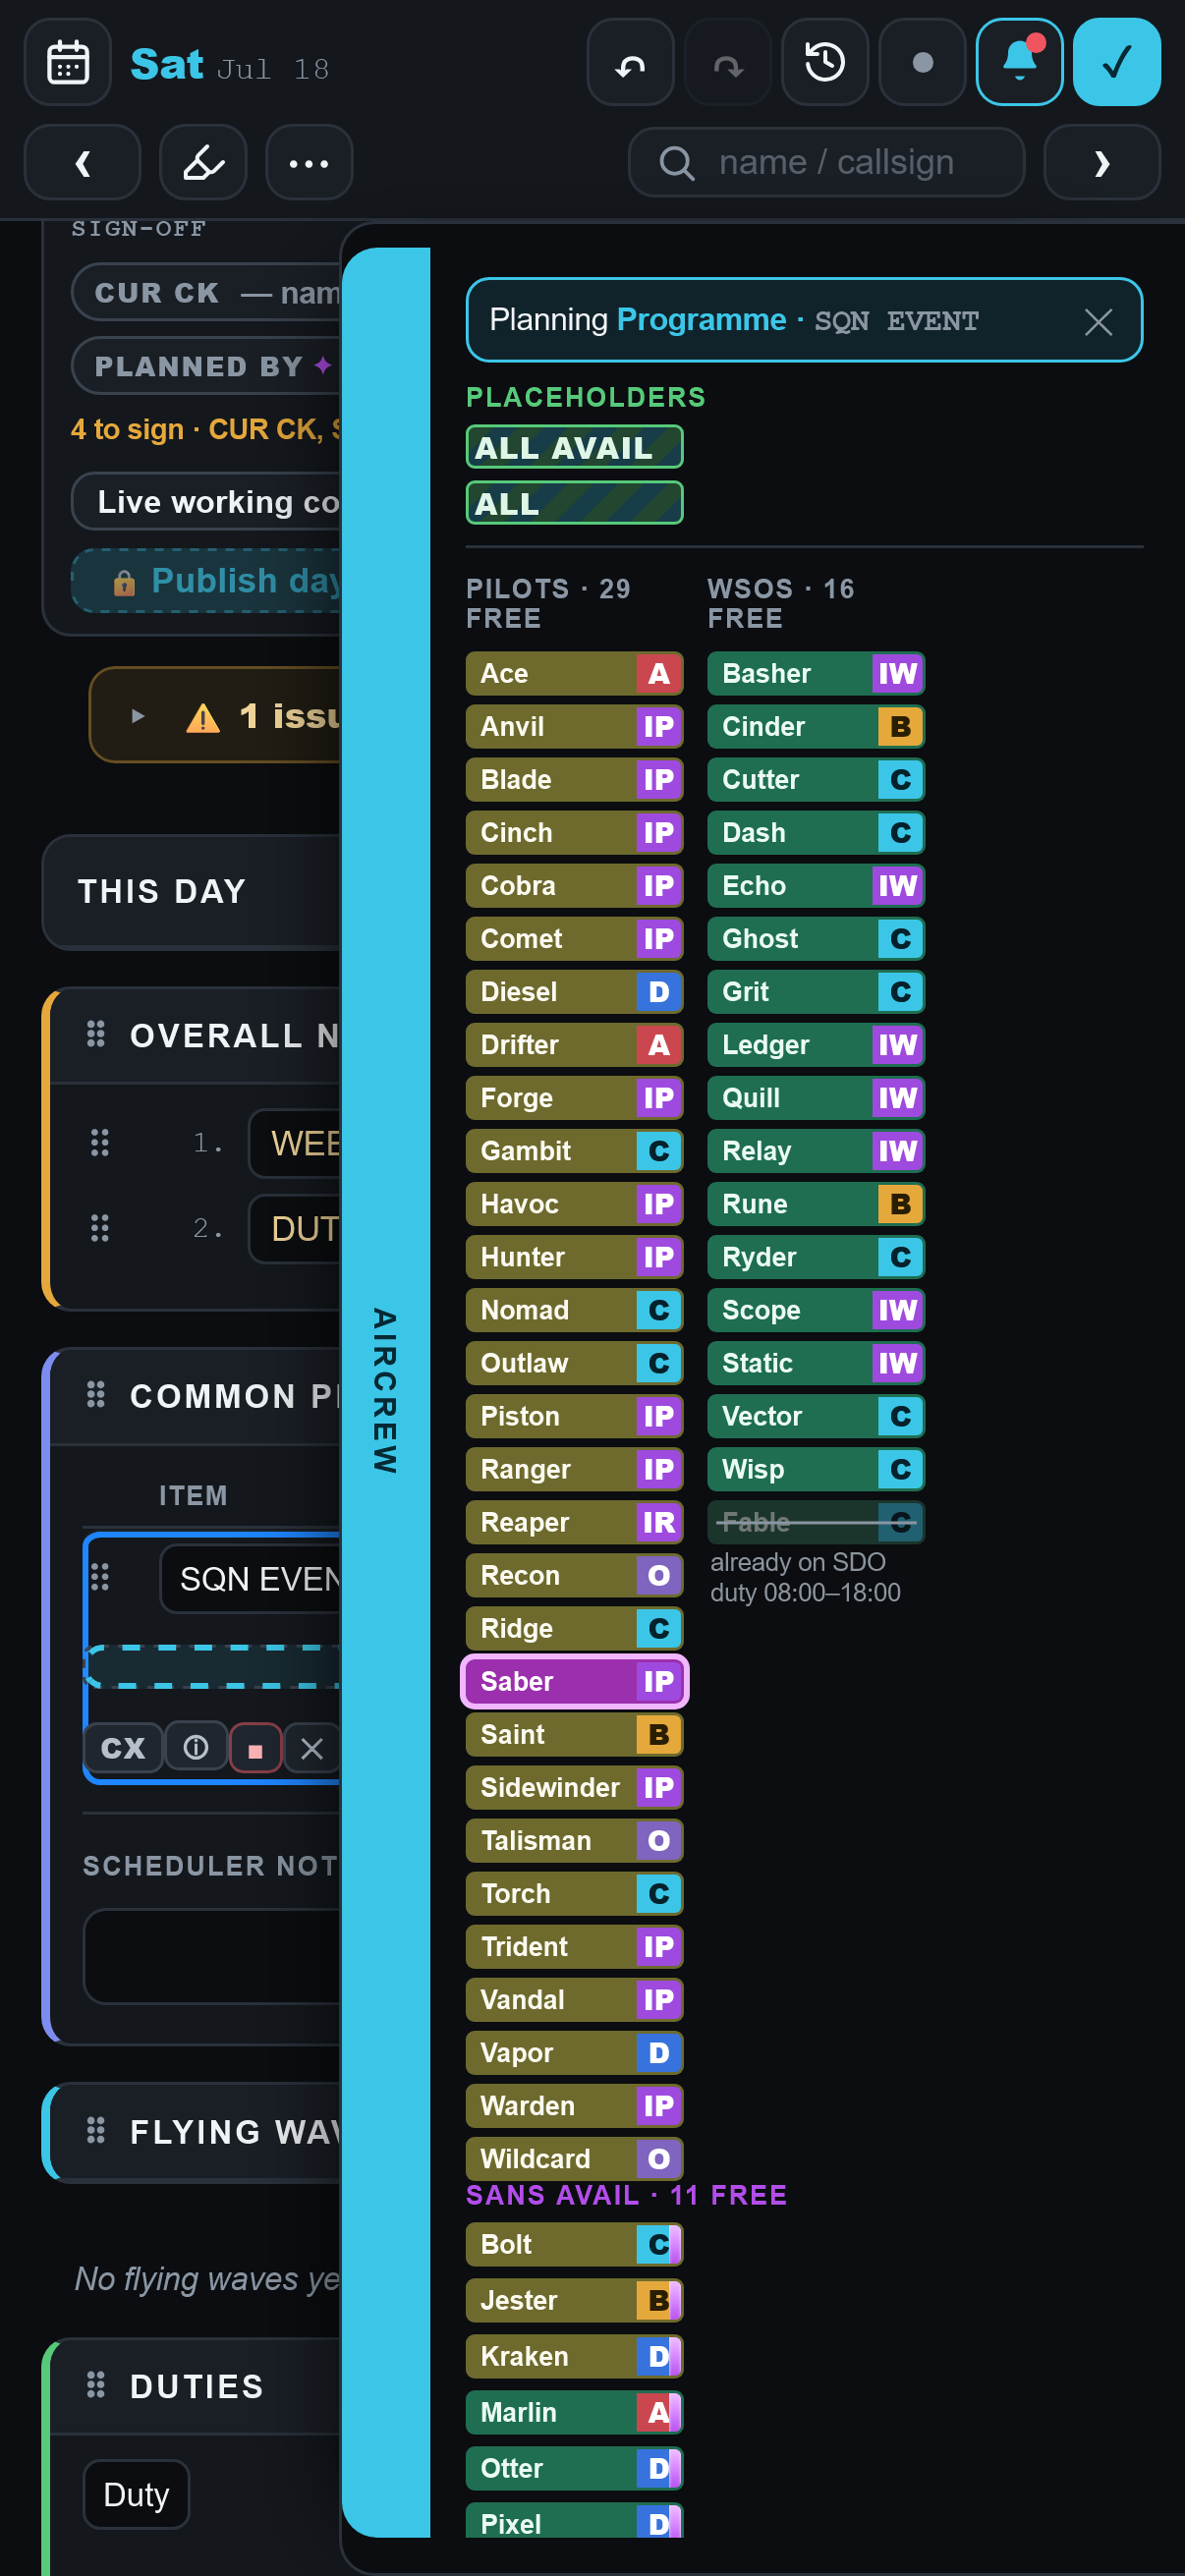 Sat Jul 18
name / callsign
SIGN-OFF
CUR CK — nam
PLANNED BY
4 to sign · CUR CK, S
Live working co
Publish day
1 issu
THIS DAY
OVERALL N
1. WEE
2. DUT
COMMON P
ITEM
SQN EVEN
CX
SCHEDULER NOT
FLYING WAV
No flying waves ye
DUTIES
Duty
AIRCREW
Planning Programme · SQN EVENT
PLACEHOLDERS
ALL AVAIL
ALL
PILOTS · 29
FREE
Ace A
Anvil IP
Blade IP
Cinch IP
Cobra IP
Comet IP
Diesel D
Drifter A
Forge IP
Gambit C
Havoc IP
Hunter IP
Nomad C
Outlaw C
Piston IP
Ranger IP
Reaper IR
Recon O
Ridge C
Saber IP
Saint B
Sidewinder IP
Talisman O
Torch C
Trident IP
Vandal IP
Vapor D
Warden IP
Wildcard O
WSOS · 16
FREE
Basher IW
Cinder B
Cutter C
Dash C
Echo IW
Ghost C
Grit C
Ledger IW
Quill IW
Relay IW
Rune B
Ryder C
Scope IW
Static IW
Vector C
Wisp C
Fable C
already on SDO
duty 08:00–18:00
SANS AVAIL · 11 FREE
Bolt C
Jester B
Kraken D
Marlin A
Otter D
Pixel D